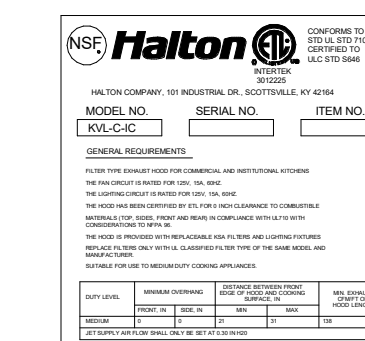 NSF Halton ETL CONFORMS TO
STD UL STD 710
CERTIFIED TO
ULC STD S646
INTERTEK
3012225
HALTON COMPANY, 101 INDUSTRIAL DR., SCOTTSVILLE, KY 42164
MODEL NO. SERIAL NO. ITEM NO.
KVL-C-IC
GENERAL REQUIREMENTS
FILTER TYPE EXHAUST HOOD FOR COMMERCIAL AND INSTITUTIONAL KITCHENS
THE FAN CIRCUIT IS RATED FOR 125V, 15A, 60HZ.
THE LIGHTING CIRCUIT IS RATED FOR 125V, 15A, 60HZ.
THE HOOD HAS BEEN CERTIFIED BY ETL FOR 0 INCH CLEARANCE TO COMBUSTIBLE
MATERIALS (TOP, SIDES, FRONT AND REAR) IN COMPLIANCE WITH UL710 WITH
CONSIDERATIONS TO NFPA 96.
THE HOOD IS PROVIDED WITH REPLACEABLE KSA FILTERS AND LIGHTING FIXTURES
REPLACE FILTERS ONLY WITH UL CLASSIFIED FILTER TYPE OF THE SAME MODEL AND
MANUFACTURER.
SUITABLE FOR USE TO MEDIUM DUTY COOKING APPLIANCES.
DUTY LEVEL MINIMUM OVERHANG DISTANCE BETWEEN FRONT
EDGE OF HOOD AND COOKING
SURFACE, IN MIN. EXHAU
CFM/FT O
HOOD LENG
FRONT, IN SIDE, IN MIN MAX
MEDIUM 0 0 21 31 138
JET SUPPLY AIR FLOW SHALL ONLY BE SET AT 0.30 IN H20